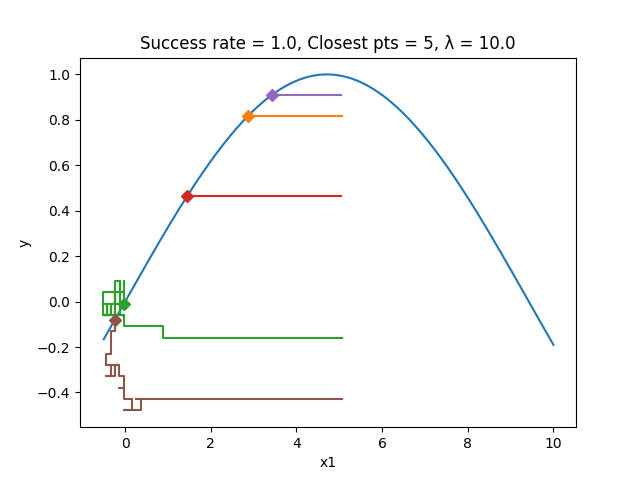 Success rate = 1.0, Closest pts = 5, λ = 10.0
1.0
0.8
0.6
0.4
0.2
0.0
−0.2
−0.4
y
0 2 4 6 8 10
x1